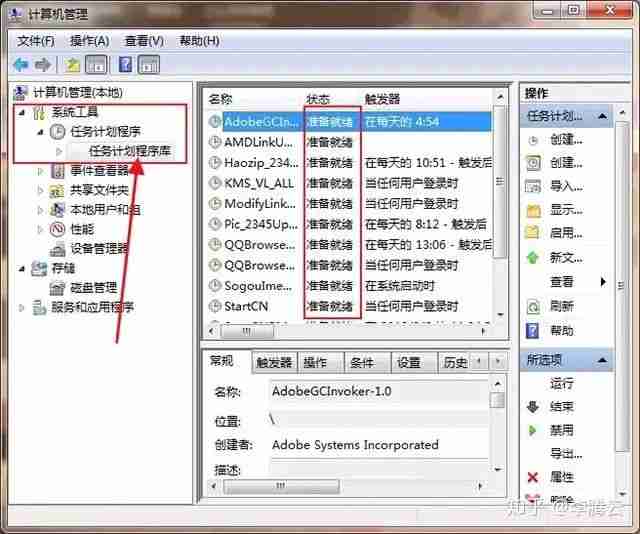 计算机管理
文件(F) 操作(A) 查看(V) 帮助(H)
计算机管理(本地)
系统工具
任务计划程序
任务计划程序库
事件查看器
共享文件夹
本地用户和组
性能
设备管理器
存储
磁盘管理
服务和应用程序
名称 状态 触发器
AdobeGCIn... 准备就绪 在每天的 4:54
AMDLinkU... 准备就绪
Haozip_234... 准备就绪 在每天的 10:51 - 触发后
KMS_VL_ALL 准备就绪 当任何用户登录时
ModifyLink... 准备就绪 当任何用户登录时
Pic_2345Up... 准备就绪 在每天的 8:12 - 触发后
QQBrowse... 准备就绪 在每天的 13:06 - 触发后
QQBrowse... 准备就绪 当任何用户登录时
SogouIme... 准备就绪 在系统启动时
StartCN 准备就绪 当任何用户登录时
常规 触发器 操作 条件 设置 历史
名称: AdobeGCInvoker-1.0
位置: \
创建者: Adobe Systems Incorporated
描述:
操作
任务计划...
创建...
创建...
导入...
显示...
启用...
新文...
查看
刷新
帮助
所选项
运行
结束
禁用
导出...
属性
删除
知乎 @李腾云